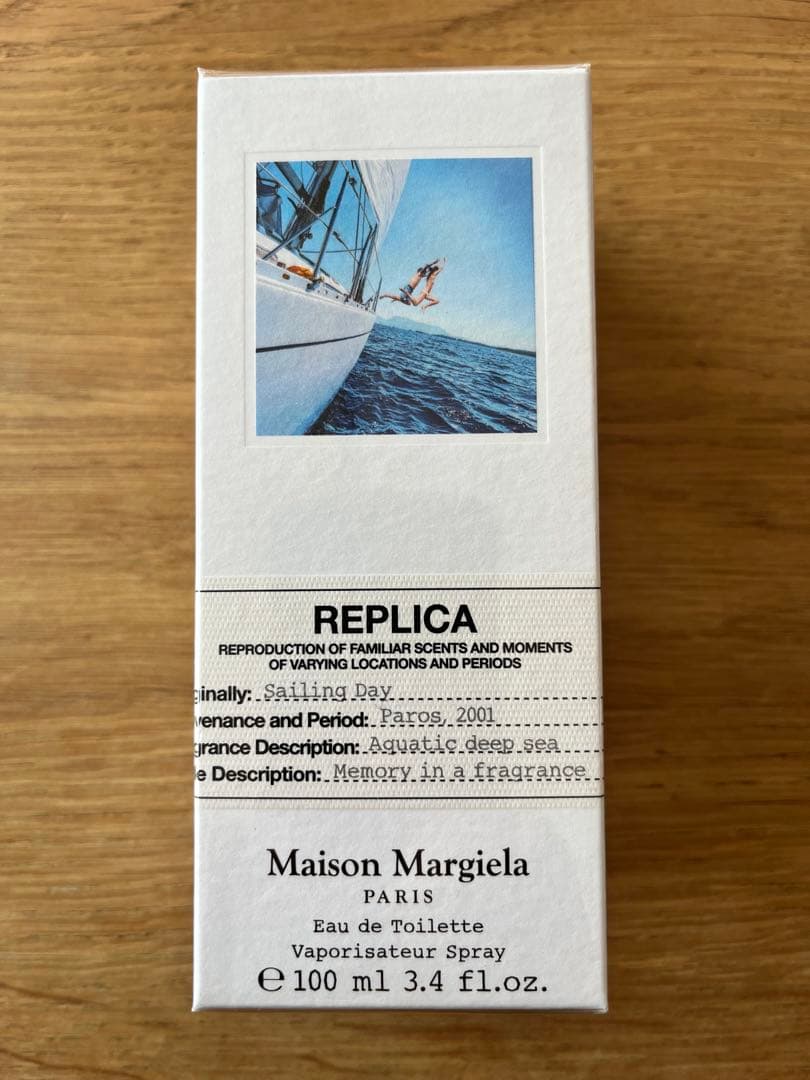 REPLICA
REPRODUCTION OF FAMILIAR SCENTS AND MOMENTS
OF VARYING LOCATIONS AND PERIODS
ginally: Sailing Day
venance and Period: Paros, 2001
grance Description: Aquatic deep sea
e Description: Memory in a fragrance
Maison Margiela
PARIS
Eau de Toilette
Vaporisateur Spray
℮ 100 ml 3.4 fl.oz.